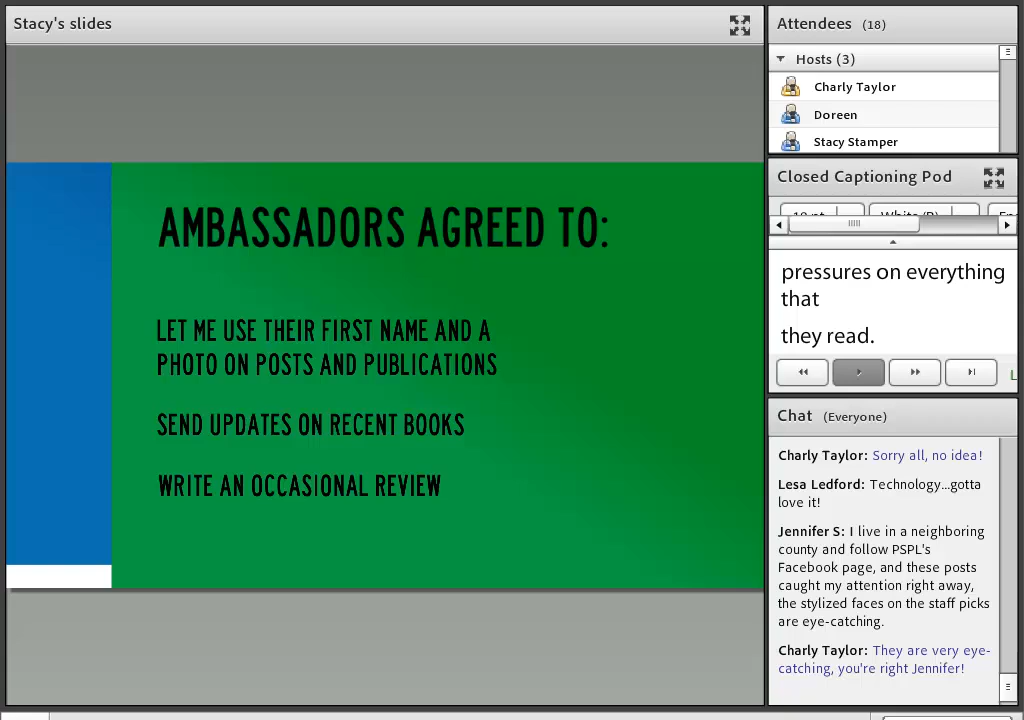 Stacy's slides
AMBASSADORS AGREED TO:
LET ME USE THEIR FIRST NAME AND A
PHOTO ON POSTS AND PUBLICATIONS
SEND UPDATES ON RECENT BOOKS
WRITE AN OCCASIONAL REVIEW
Attendees (18)
Hosts (3)
Charly Taylor
Doreen
Stacy Stamper
Closed Captioning Pod
pressures on everything
that
they read.
Chat (Everyone)
Charly Taylor: Sorry all, no idea!
Lesa Ledford: Technology...gotta
love it!
Jennifer S: I live in a neighboring
county and follow PSPL's
Facebook page, and these posts
caught my attention right away,
the stylized faces on the staff picks
are eye-catching.
Charly Taylor: They are very eye-
catching, you're right Jennifer!